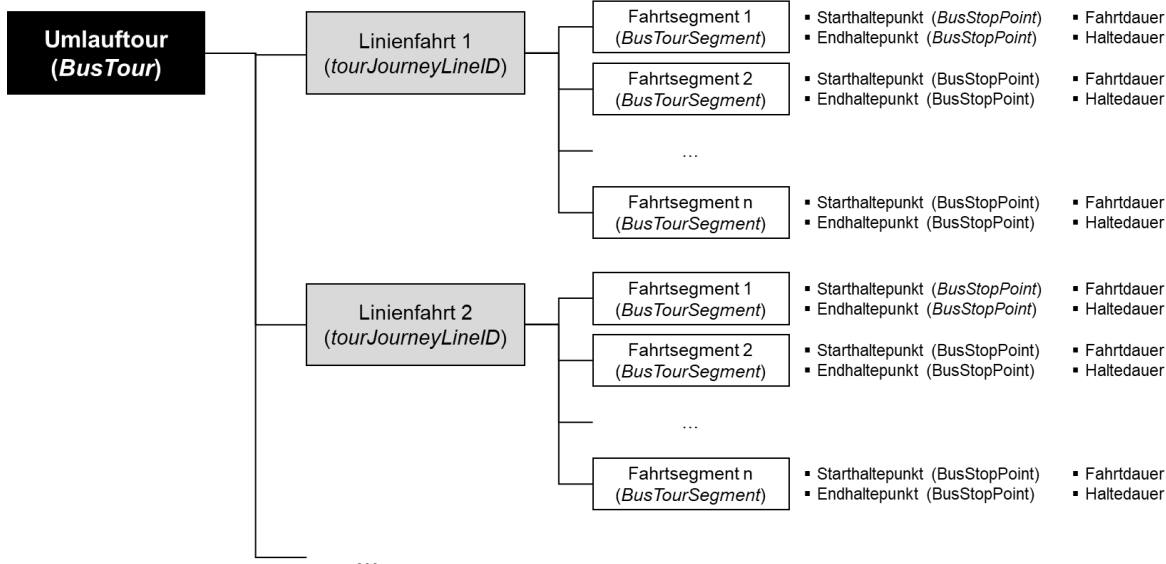 Umlauftour
(BusTour)
Linienfahrt 1
(tourJourneyLineID)
Fahrtsegment 1
(BusTourSegment)
▪ Starthaltepunkt (BusStopPoint)
▪ Endhaltepunkt (BusStopPoint)
▪ Fahrtdauer
▪ Haltedauer
Fahrtsegment 2
(BusTourSegment)
▪ Starthaltepunkt (BusStopPoint)
▪ Endhaltepunkt (BusStopPoint)
▪ Fahrtdauer
▪ Haltedauer
...
Fahrtsegment n
(BusTourSegment)
▪ Starthaltepunkt (BusStopPoint)
▪ Endhaltepunkt (BusStopPoint)
▪ Fahrtdauer
▪ Haltedauer
Linienfahrt 2
(tourJourneyLineID)
Fahrtsegment 1
(BusTourSegment)
▪ Starthaltepunkt (BusStopPoint)
▪ Endhaltepunkt (BusStopPoint)
▪ Fahrtdauer
▪ Haltedauer
Fahrtsegment 2
(BusTourSegment)
▪ Starthaltepunkt (BusStopPoint)
▪ Endhaltepunkt (BusStopPoint)
▪ Fahrtdauer
▪ Haltedauer
...
Fahrtsegment n
(BusTourSegment)
▪ Starthaltepunkt (BusStopPoint)
▪ Endhaltepunkt (BusStopPoint)
▪ Fahrtdauer
▪ Haltedauer
...